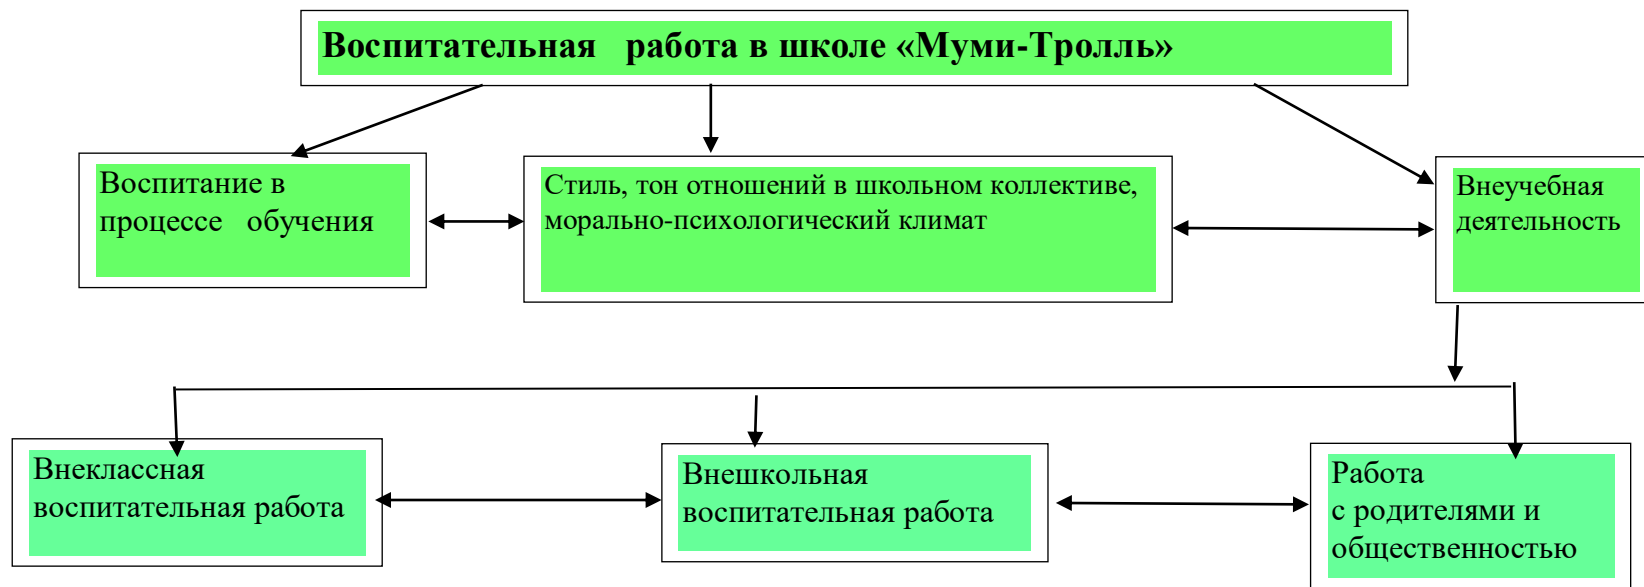 Воспитательная работа в школе «Муми-Тролль»
Воспитание в
процессе обучения
Стиль, тон отношений в школьном коллективе,
морально-психологический климат
Внеучебная
деятельность
Внеклассная
воспитательная работа
Внешкольная
воспитательная работа
Работа
с родителями и
общественностью